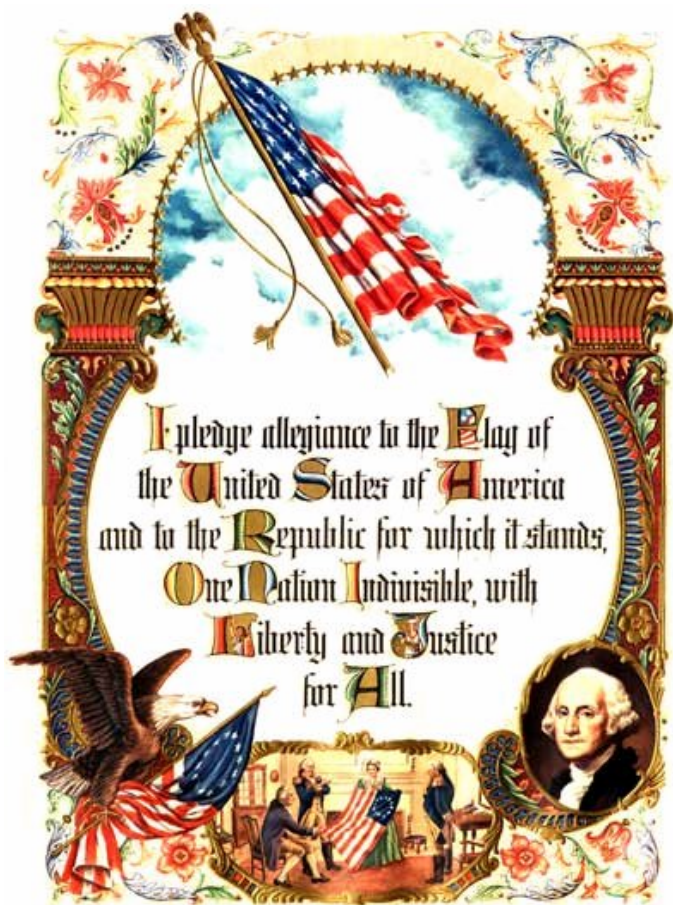 I pledge allegiance to the Flag of
the United States of America
and to the Republic for which it stands,
One Nation Indivisible, with
Liberty and Justice
for All.